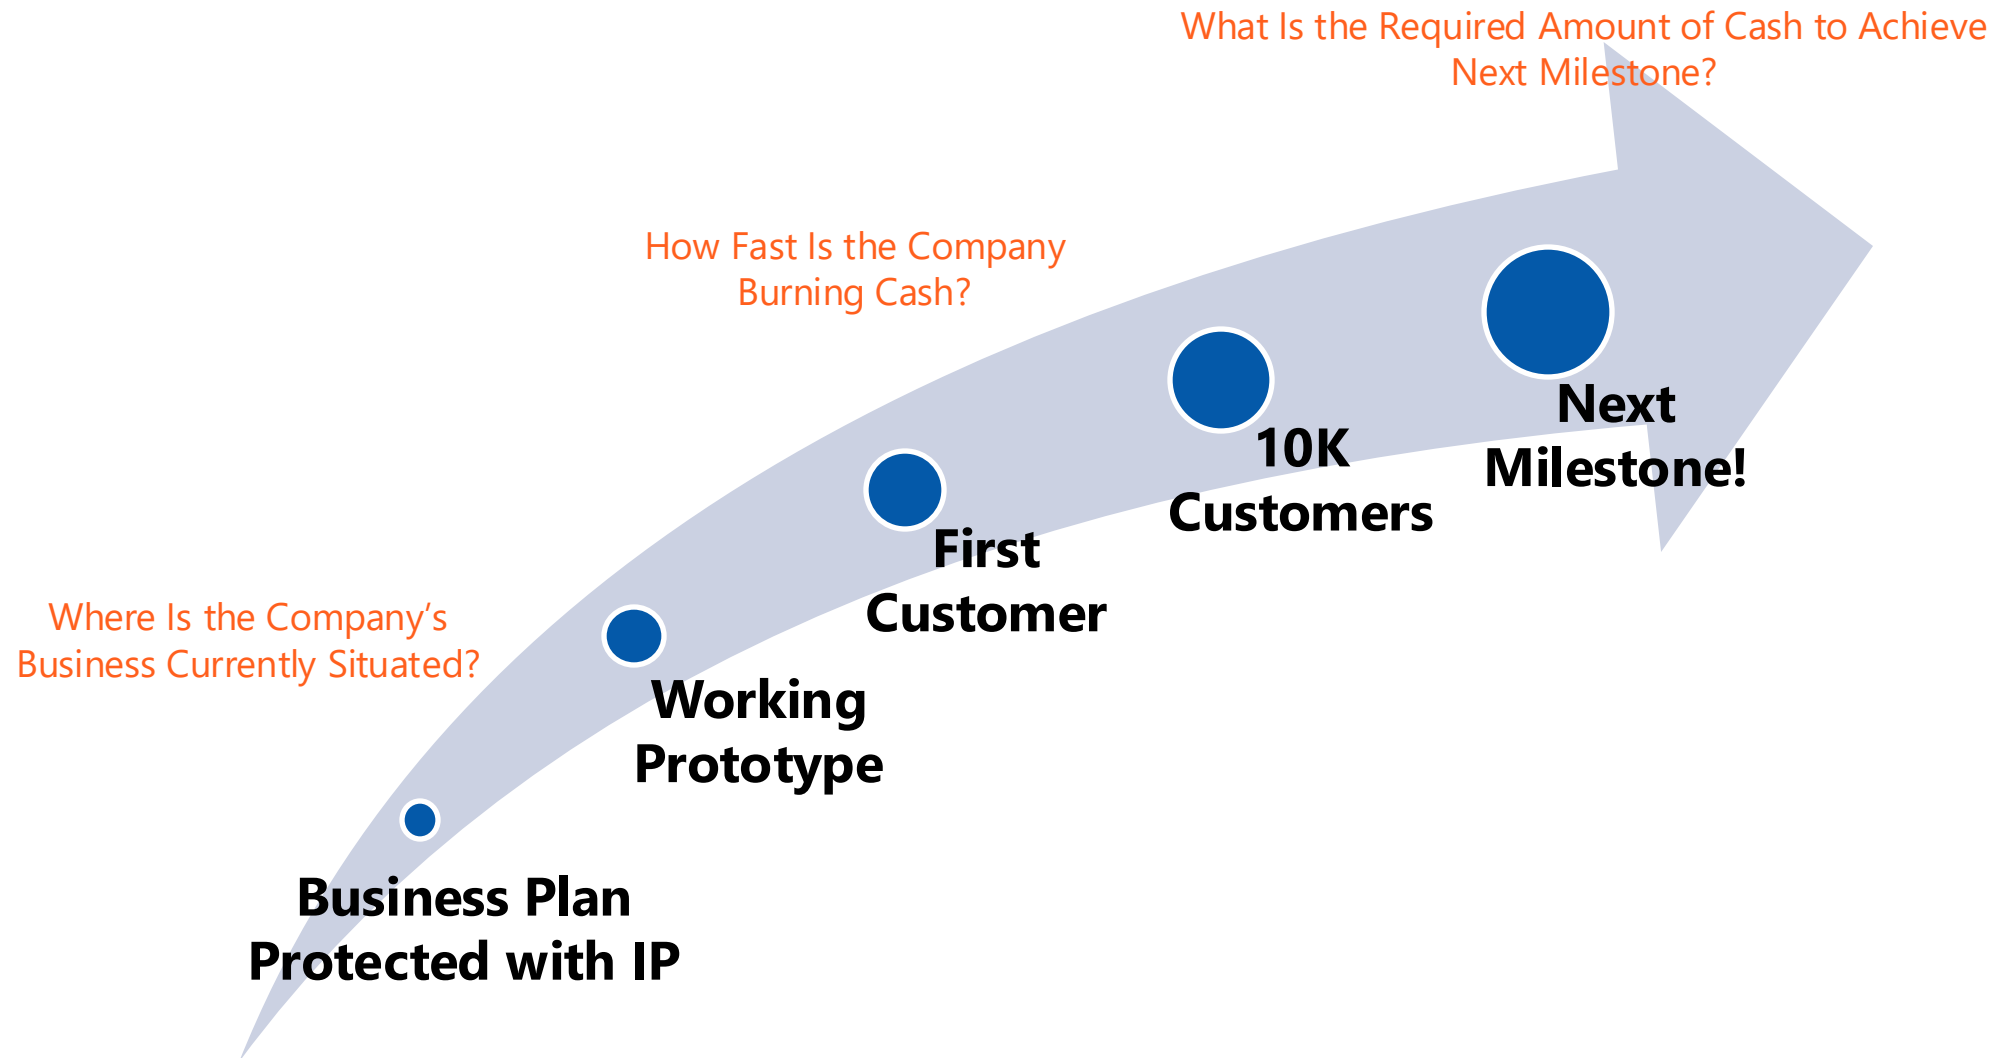 What Is the Required Amount of Cash to Achieve
Next Milestone?
How Fast Is the Company
Burning Cash?
Next
Milestone!
10K
Customers
First
Customer
Where Is the Company‘s
Business Currently Situated?
Working
Prototype
Business Plan
Protected with IP